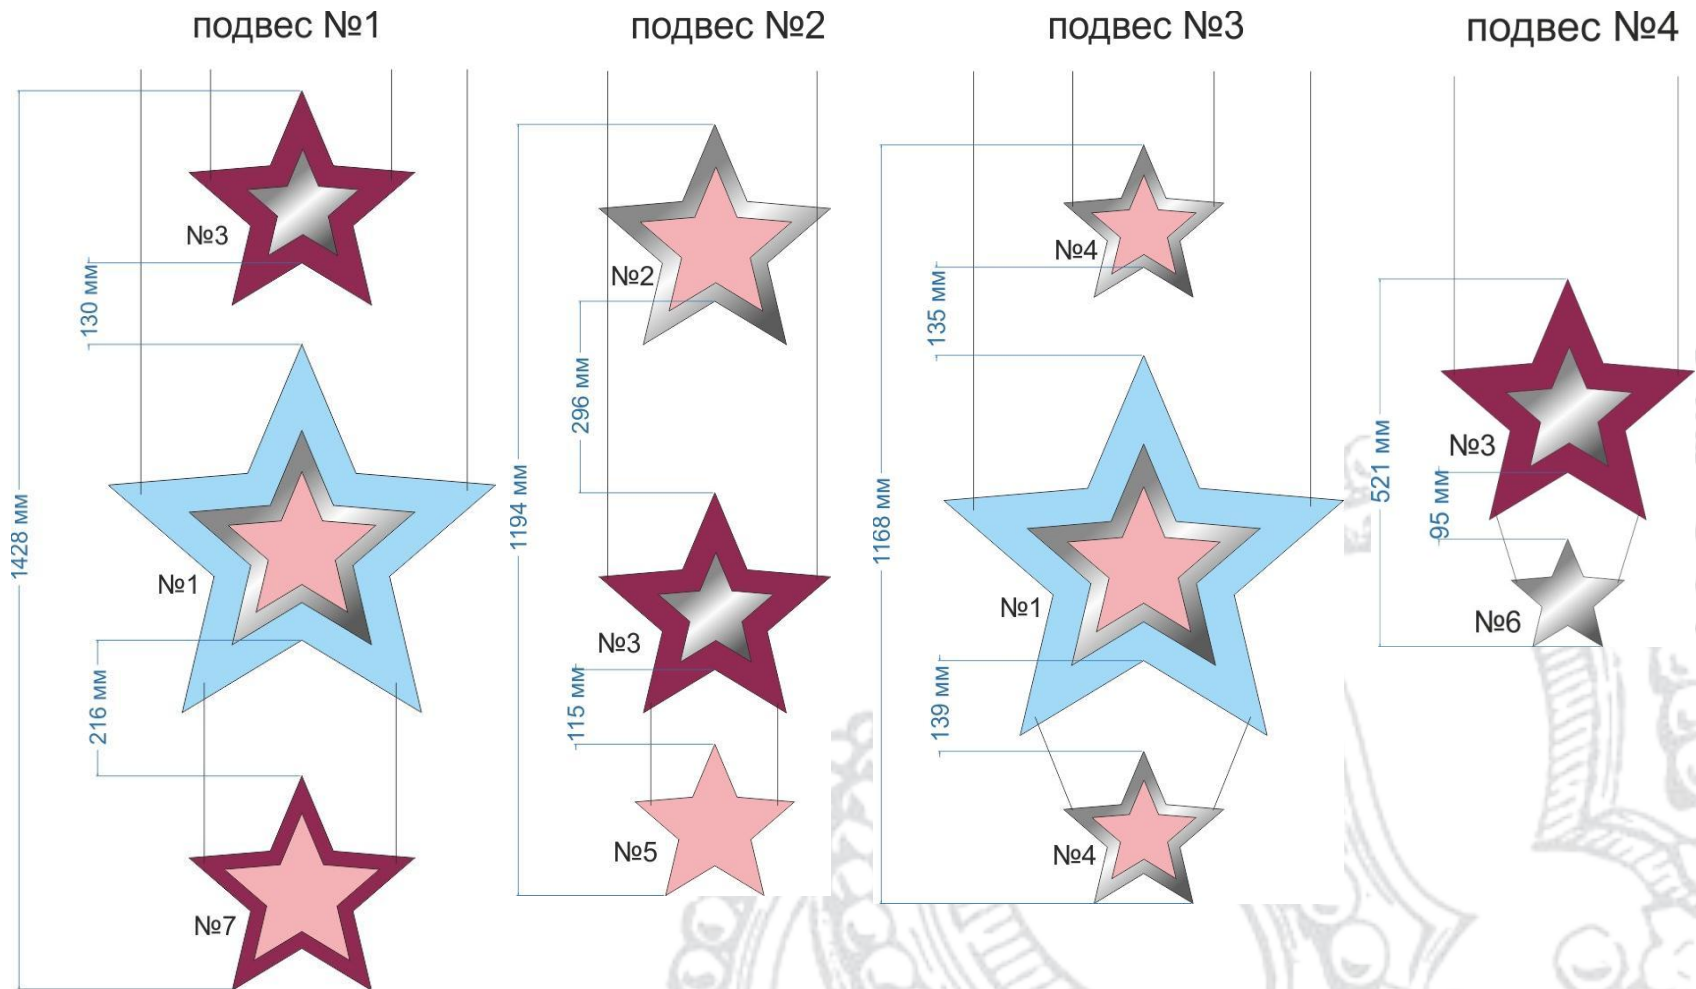 подвес №1
1428 мм
№3
130 мм
№1
216 мм
№7
подвес №2
1194 мм
№2
296 мм
№3
115 мм
№5
подвес №3
1168 мм
№4
135 мм
№1
139 мм
№4
подвес №4
521 мм
№3
95 мм
№6